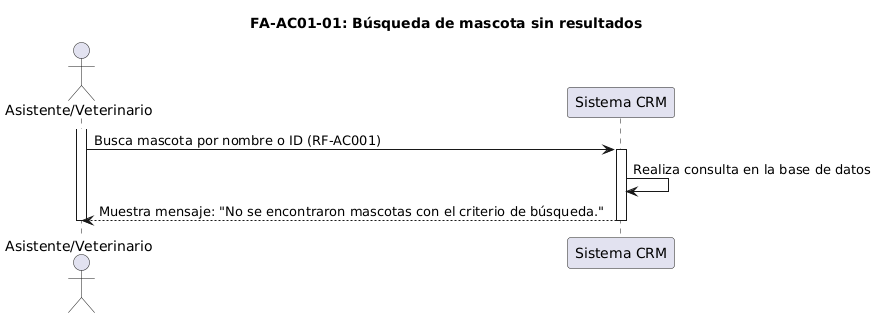 FA-AC01-01: Búsqueda de mascota sin resultados
Asistente/Veterinario
Sistema CRM
Busca mascota por nombre o ID (RF-AC001)
Realiza consulta en la base de datos
Muestra mensaje: "No se encontraron mascotas con el criterio de búsqueda."
Asistente/Veterinario
Sistema CRM